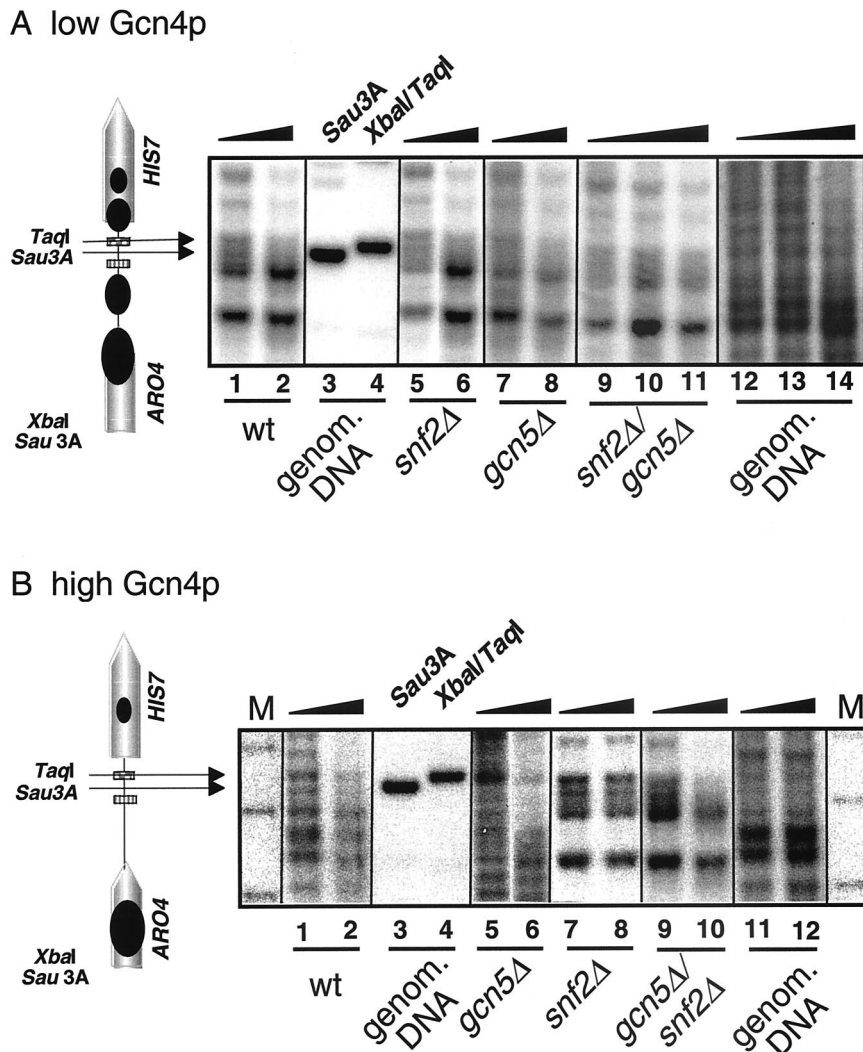 A low Gcn4p
Sau3A
XbaI/TaqI
HIS7
TaqI
Sau3A
ARO4
XbaI
Sau 3A
1 2 3 4 5 6 7 8 9 10 11 12 13 14
wt
genom. DNA
snf2Δ
gcn5Δ
snf2Δ/
gcn5Δ
genom.
DNA
B high Gcn4p
Sau3A
XbaI/TaqI
M
M
HIS7
TaqI
Sau3A
ARO4
XbaI
Sau 3A
1 2 3 4 5 6 7 8 9 10 11 12
wt
genom.
DNA
gcn5Δ
snf2Δ
gcn5Δ/
snf2Δ
genom.
DNA